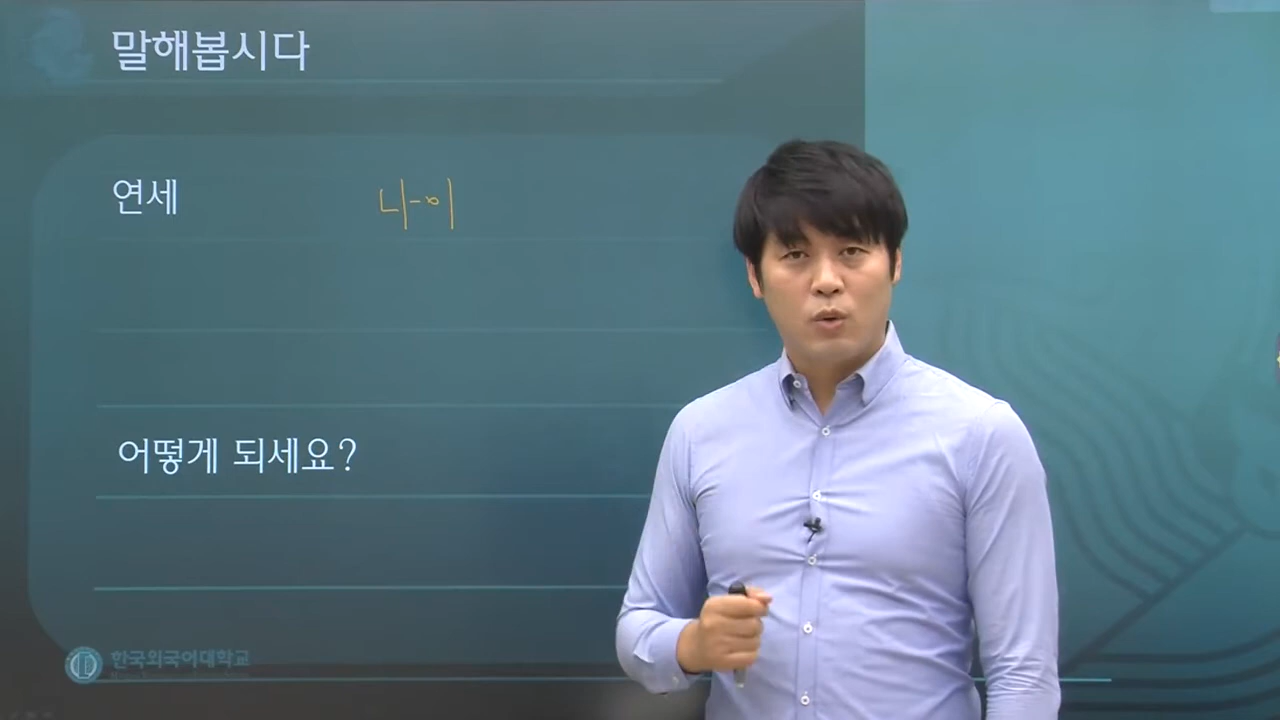 말해봅시다
연세 나이
어떻게 되세요?
한국외국어대학교